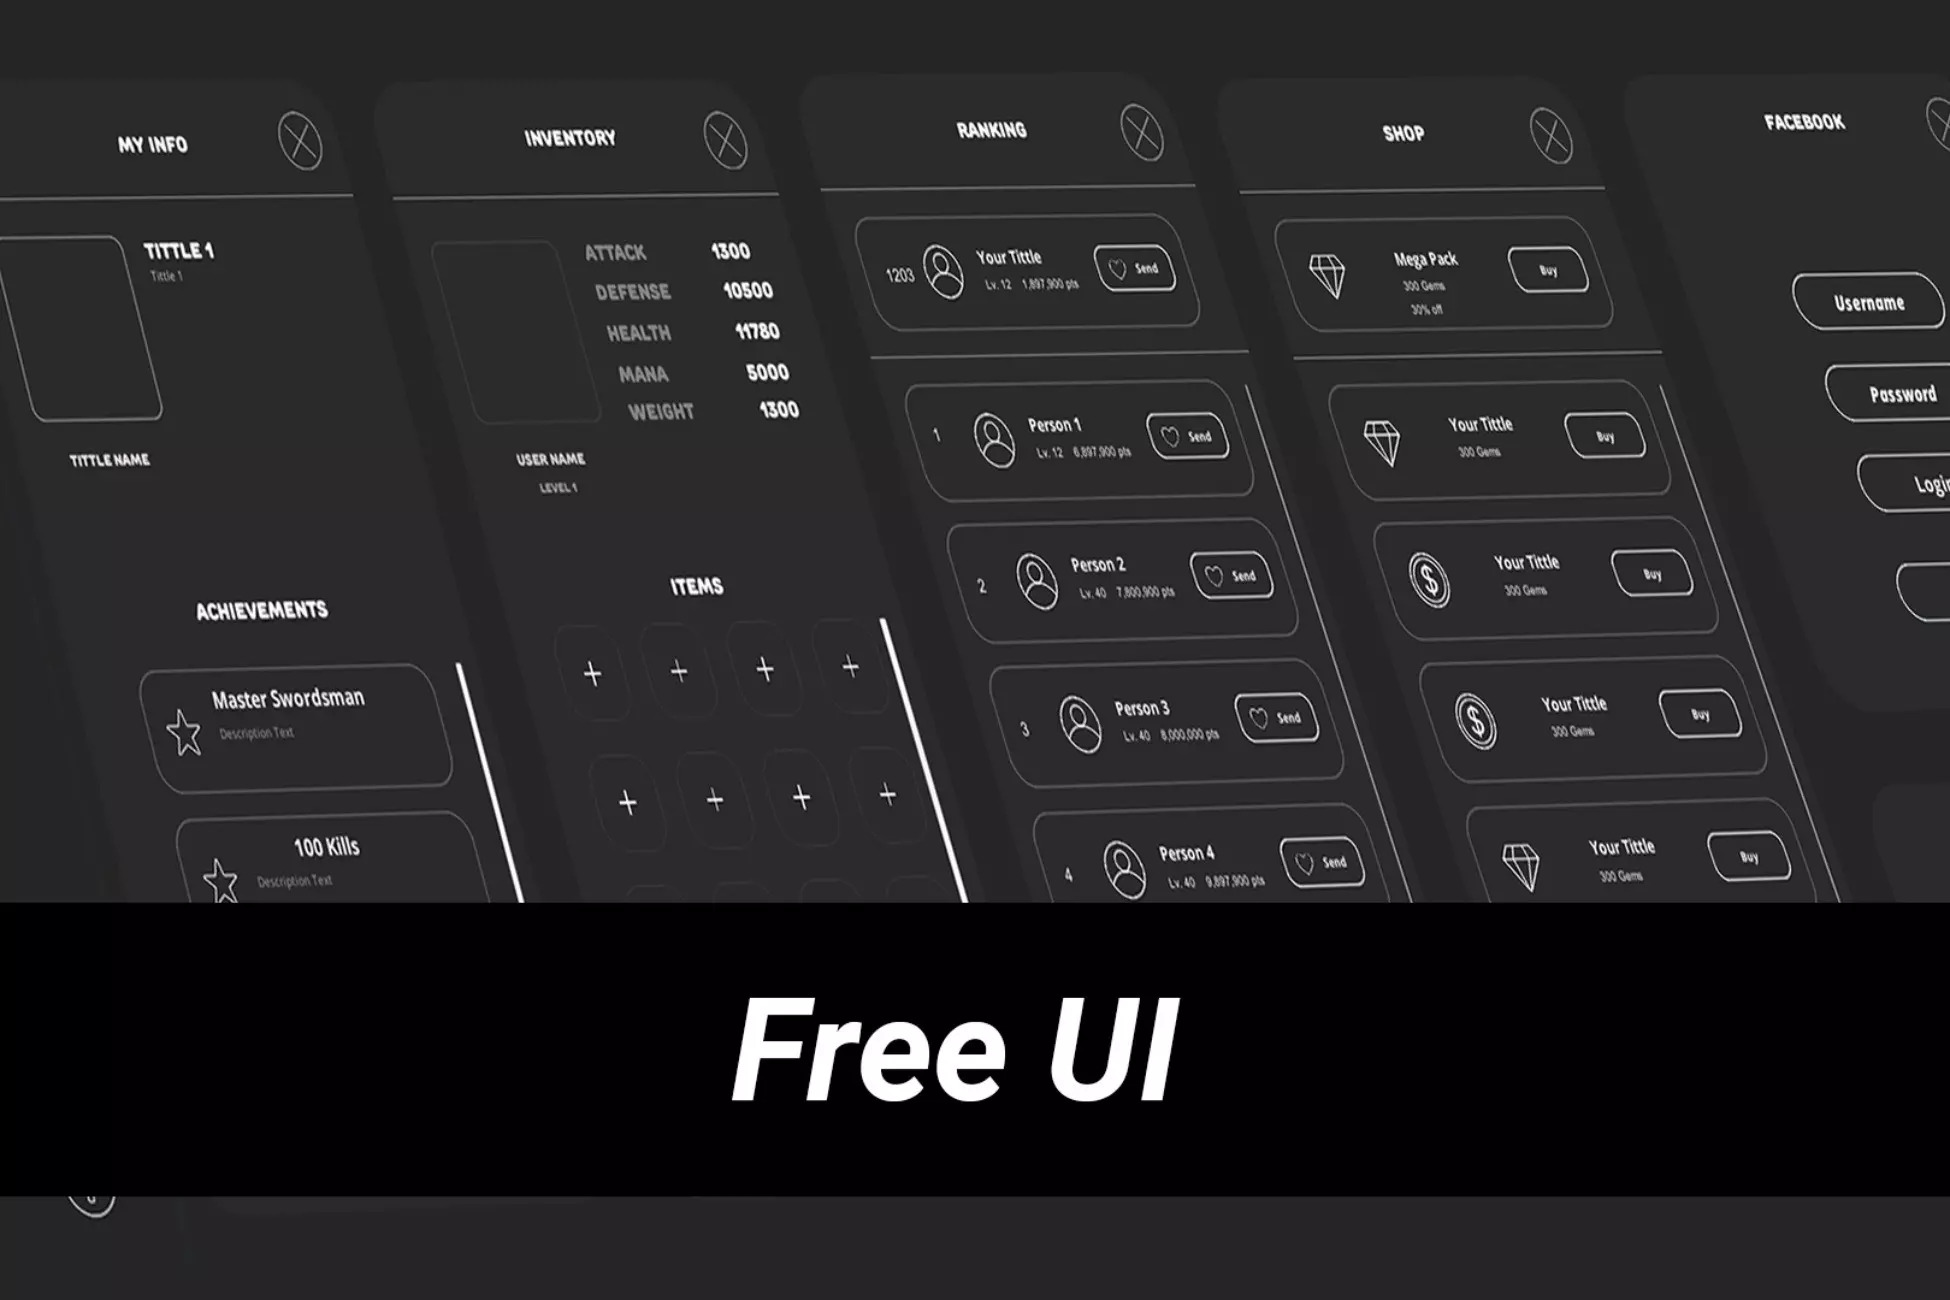 MY INFO
TITTLE 1
Tittle 1
TITTLE NAME
ACHIEVEMENTS
Master Swordsman
Description Text
100 Kills
Description Text
INVENTORY
ATTACK 1300
DEFENSE 10500
HEALTH 11780
MANA 5000
WEIGHT 1300
USER NAME
LEVEL 1
ITEMS
RANKING
1203 Your Tittle Send
Lv. 12 1,897,900 pts
1 Person 1 Send
Lv. 12 6,897,900 pts
2 Person 2 Send
Lv. 40 7,800,900 pts
3 Person 3 Send
Lv. 40 8,000,000 pts
4 Person 4 Send
Lv. 40 9,897,900 pts
SHOP
Mega Pack Buy
300 Gems
30% off
Your Tittle Buy
300 Gems
Your Tittle Buy
300 Gems
Your Tittle Buy
300 Gems
Your Tittle Buy
300 Gems
FACEBOOK
Username
Password
Login
Free UI